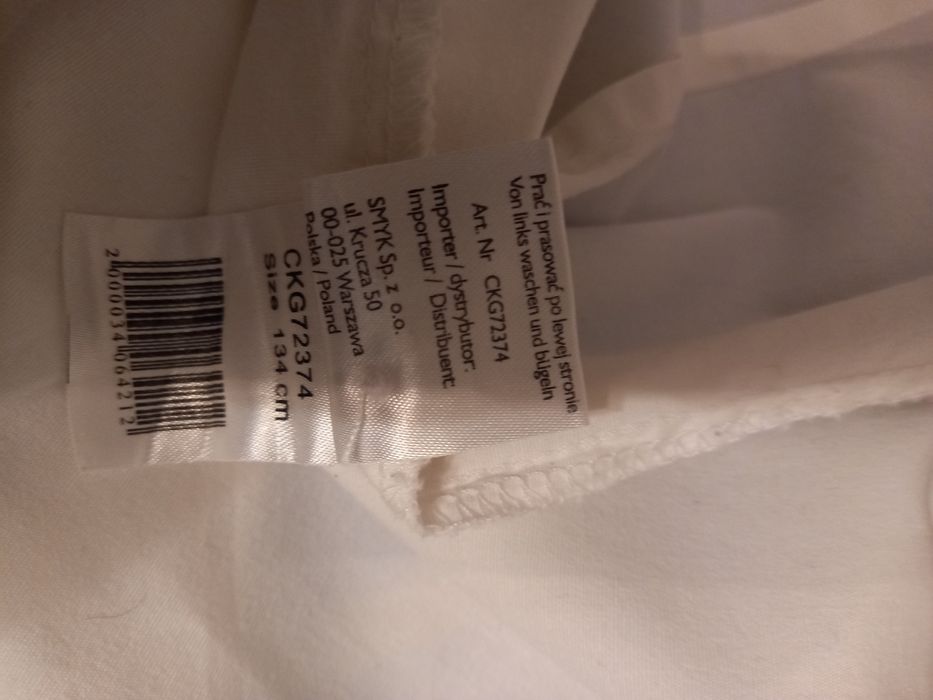 Prać i prasować po lewej stronie
Von links waschen und bügeln
Art. Nr CKG72374
Importer / dystrybutor:
Importeur / Distribuent:
SMYK Sp. z o.o.
ul. Krucza 50
00-025 Warszawa
Polska / Poland
CKG72374
Size 134 cm
2000034064212